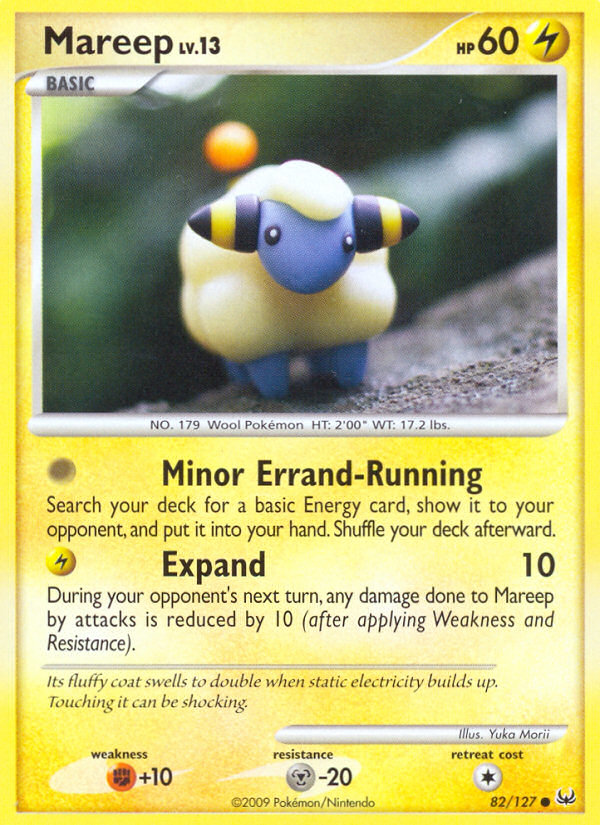 Mareep LV.13
HP 60
BASIC
NO. 179 Wool Pokémon HT: 2'00" WT: 17.2 lbs.
Minor Errand-Running
Search your deck for a basic Energy card, show it to your
opponent, and put it into your hand. Shuffle your deck afterward.
Expand 10
During your opponent's next turn, any damage done to Mareep
by attacks is reduced by 10 (after applying Weakness and
Resistance).
Its fluffy coat swells to double when static electricity builds up.
Touching it can be shocking.
Illus. Yuka Morii
weakness resistance retreat cost
+10 -20
©2009 Pokémon/Nintendo 82/127